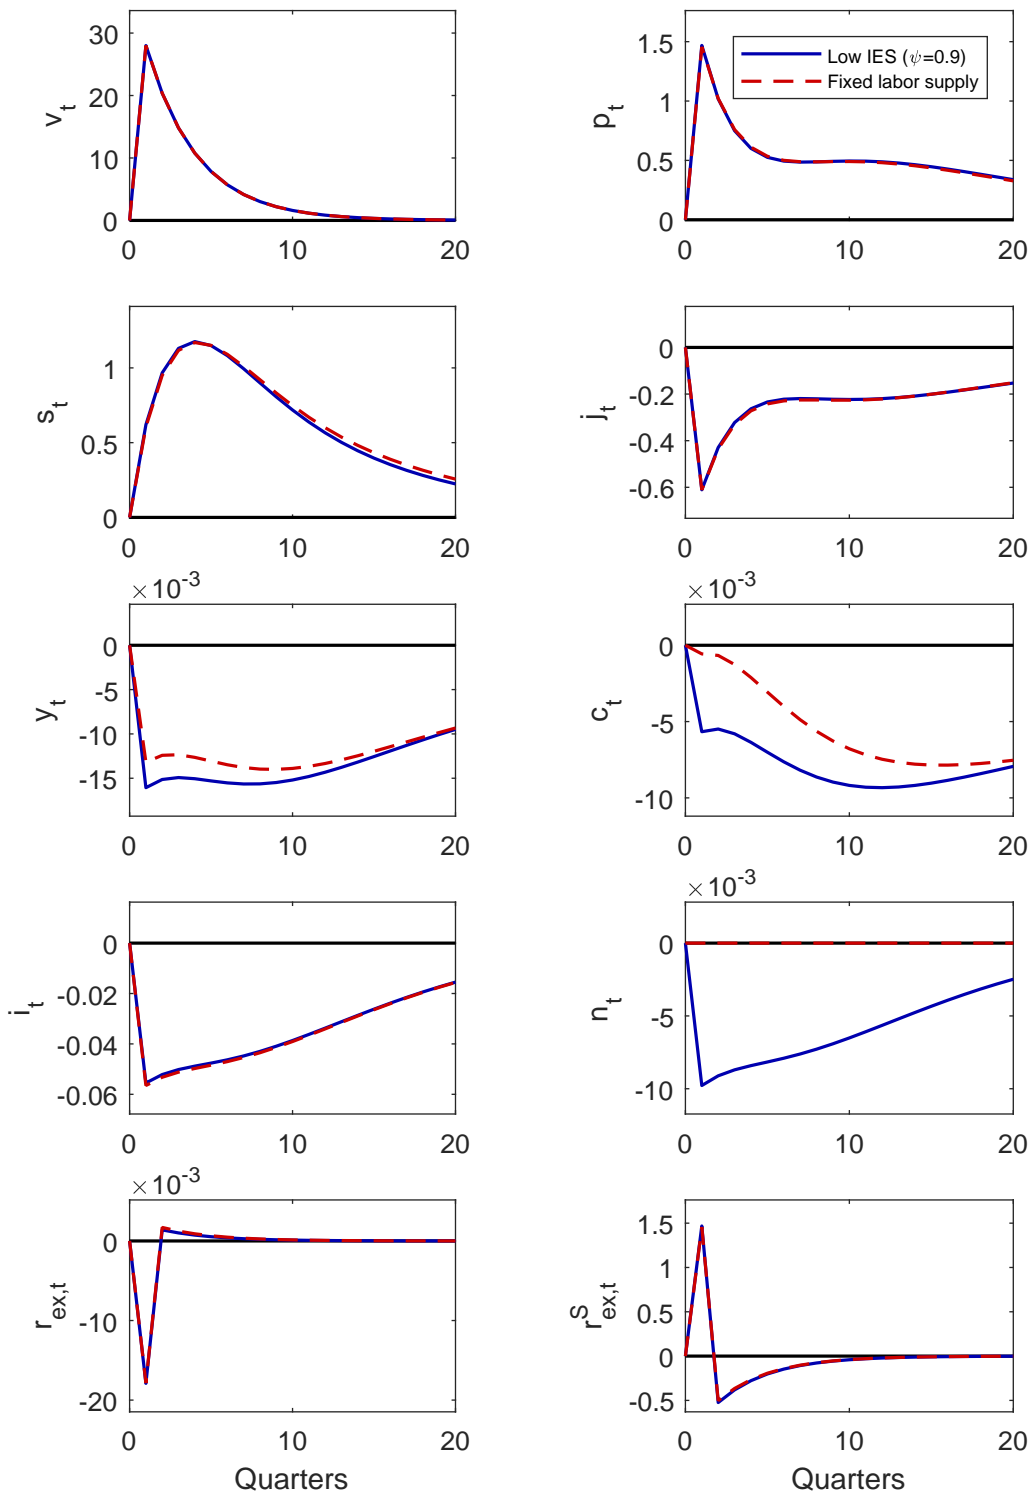 v_t
30
20
10
0
0 10 20
p_t
1.5
1
0.5
0
0 10 20
Low IES (ψ=0.9)
Fixed labor supply
s_t
1
0.5
0
0 10 20
j_t
0
-0.2
-0.4
-0.6
0 10 20
×10^-3
y_t
0
-5
-10
-15
0 10 20
×10^-3
c_t
0
-5
-10
0 10 20
i_t
0
-0.02
-0.04
-0.06
0 10 20
×10^-3
n_t
0
-5
-10
0 10 20
×10^-3
r_ex,t
0
-10
-20
0 10 20
Quarters
r^S_ex,t
1.5
1
0.5
0
-0.5
0 10 20
Quarters